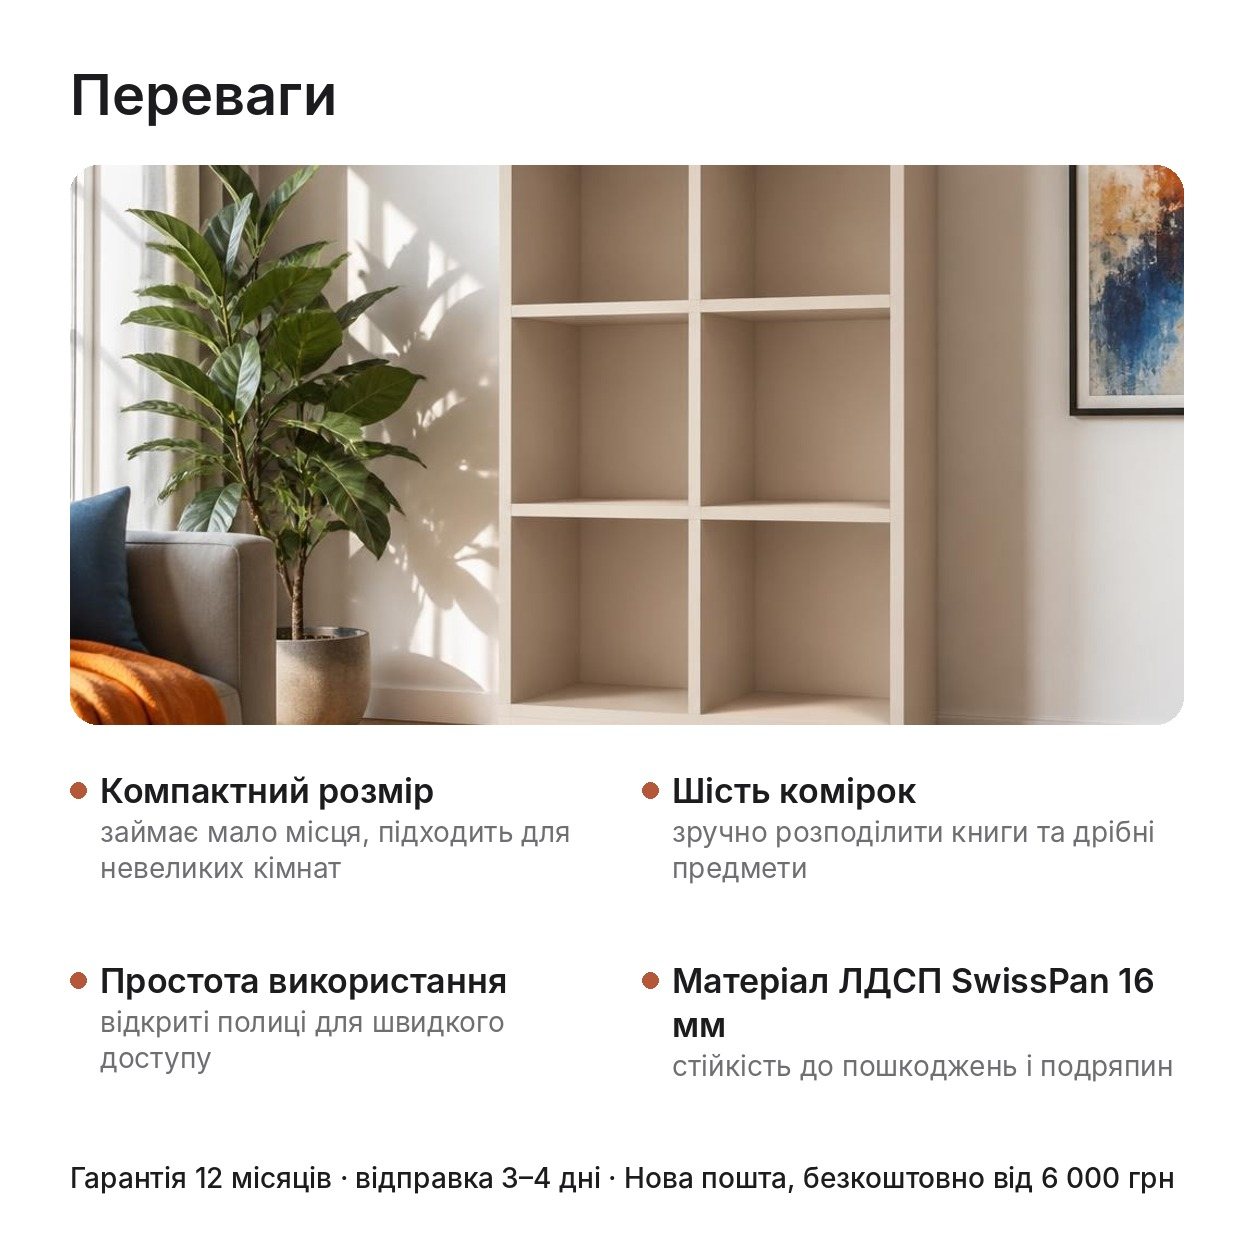 Переваги
Компактний розмір
займає мало місця, підходить для
невеликих кімнат
Шість комірок
зручно розподілити книги та дрібні
предмети
Простота використання
відкриті полиці для швидкого
доступу
Матеріал ЛДСП SwissPan 16
мм
стійкість до пошкоджень і подряпин
Гарантія 12 місяців · відправка 3–4 дні · Нова пошта, безкоштовно від 6 000 грн